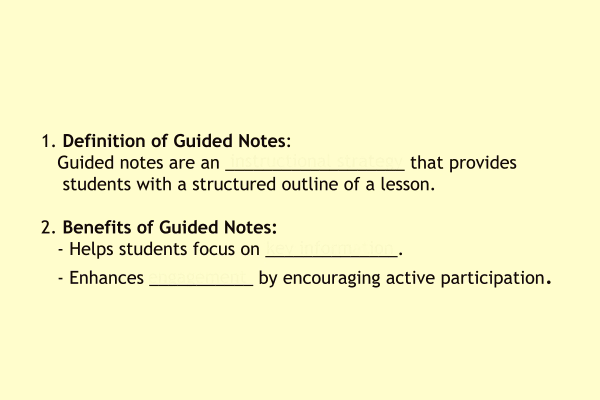 1. Definition of Guided Notes:
Guided notes are an instructional strategy that provides
students with a structured outline of a lesson.
2. Benefits of Guided Notes:
- Helps students focus on key information.
- Enhances engagement by encouraging active participation.